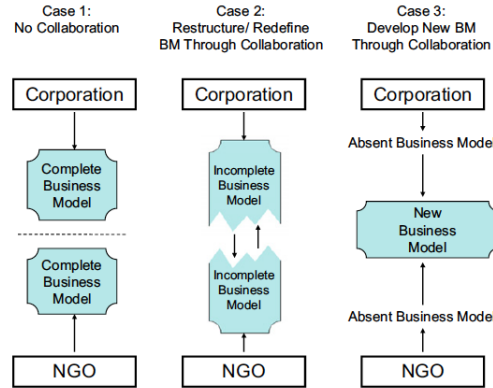 Case 1:
No Collaboration
Case 2:
Restructure/ Redefine
BM Through Collaboration
Case 3:
Develop New BM
Through Collaboration
Corporation
Corporation
Corporation
Complete
Business
Model
Incomplete
Business
Model
Absent Business Model
New
Business
Model
Complete
Business
Model
Incomplete
Business
Model
Absent Business Model
NGO
NGO
NGO